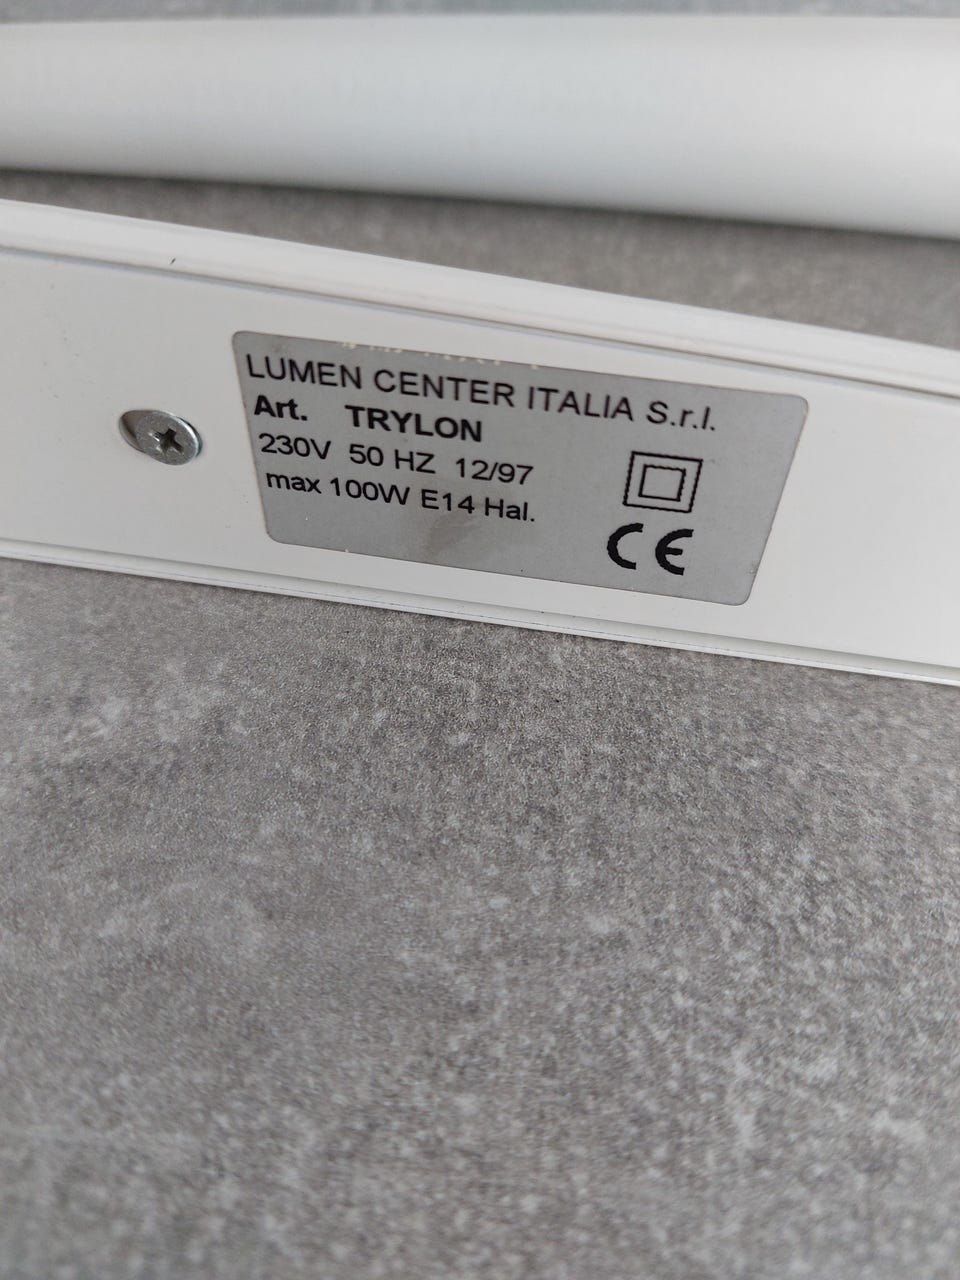 LUMEN CENTER ITALIA S.r.l.
Art. TRYLON
230V 50 HZ 12/97
max 100W E14 Hal.
CE